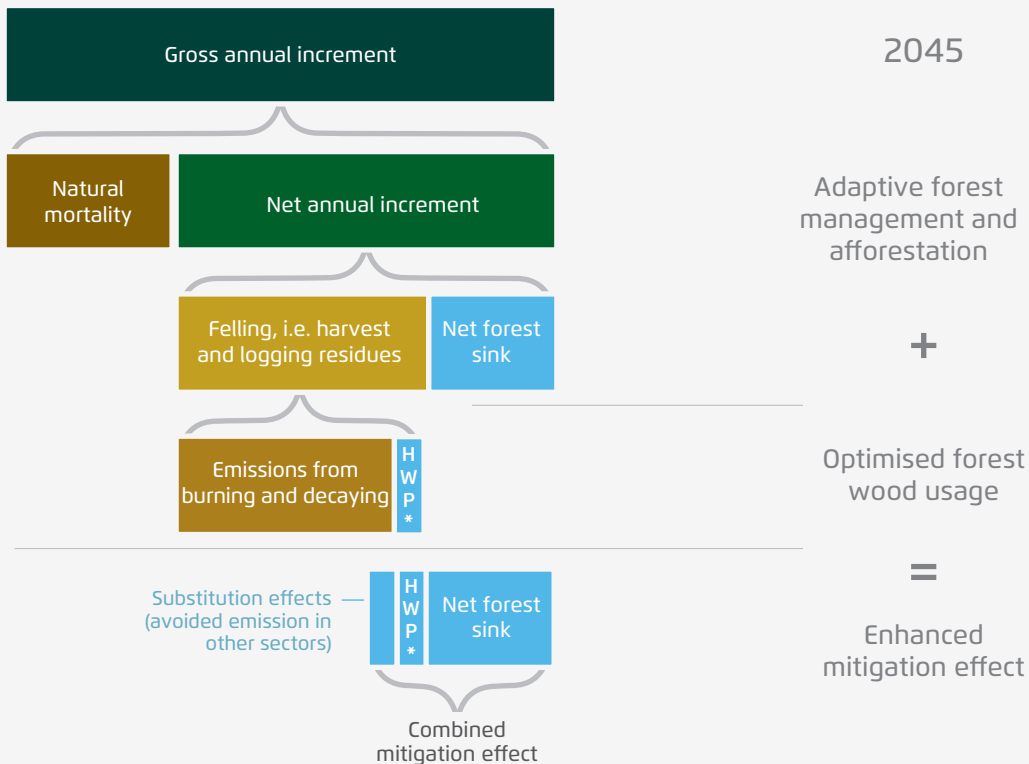 Gross annual increment
2045
Natural
mortality
Net annual increment
Adaptive forest
management and
afforestation
Felling, i.e. harvest
and logging residues
Net forest
sink
+
Emissions from
burning and decaying
H
W
P
*
Optimised forest
wood usage
=
Substitution effects
(avoided emission in
other sectors)
H
W
P
*
Net forest
sink
Enhanced
mitigation effect
Combined
mitigation effect